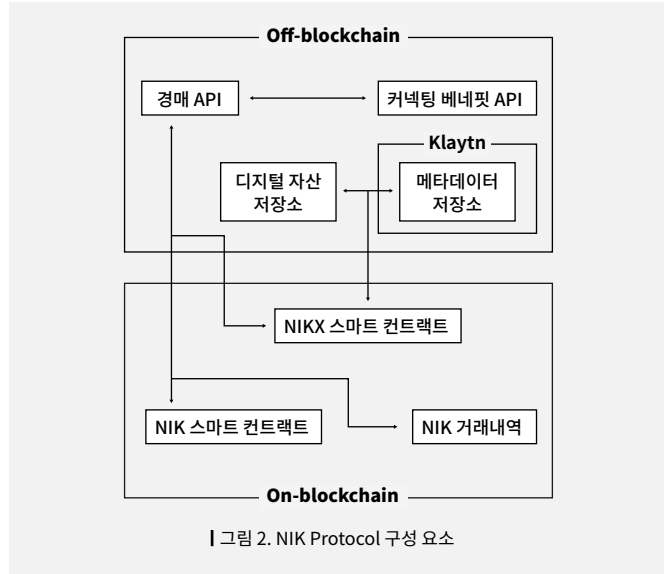 Off-blockchain
경매 API
커넥팅 베네핏 API
Klaytn
디지털 자산
저장소
메타데이터
저장소
NIKX 스마트 컨트랙트
NIK 스마트 컨트랙트
NIK 거래내역
On-blockchain
그림 2. NIK Protocol 구성 요소